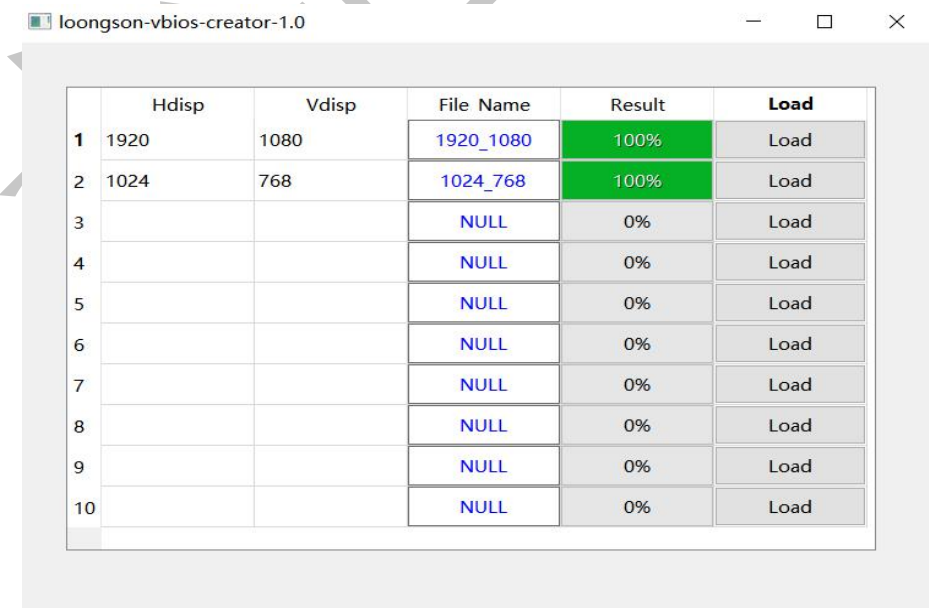 loongson-vbios-creator-1.0
Hdisp Vdisp File Name Result Load
1 1920 1080 1920_1080 100% Load
2 1024 768 1024_768 100% Load
3 NULL 0% Load
4 NULL 0% Load
5 NULL 0% Load
6 NULL 0% Load
7 NULL 0% Load
8 NULL 0% Load
9 NULL 0% Load
10 NULL 0% Load